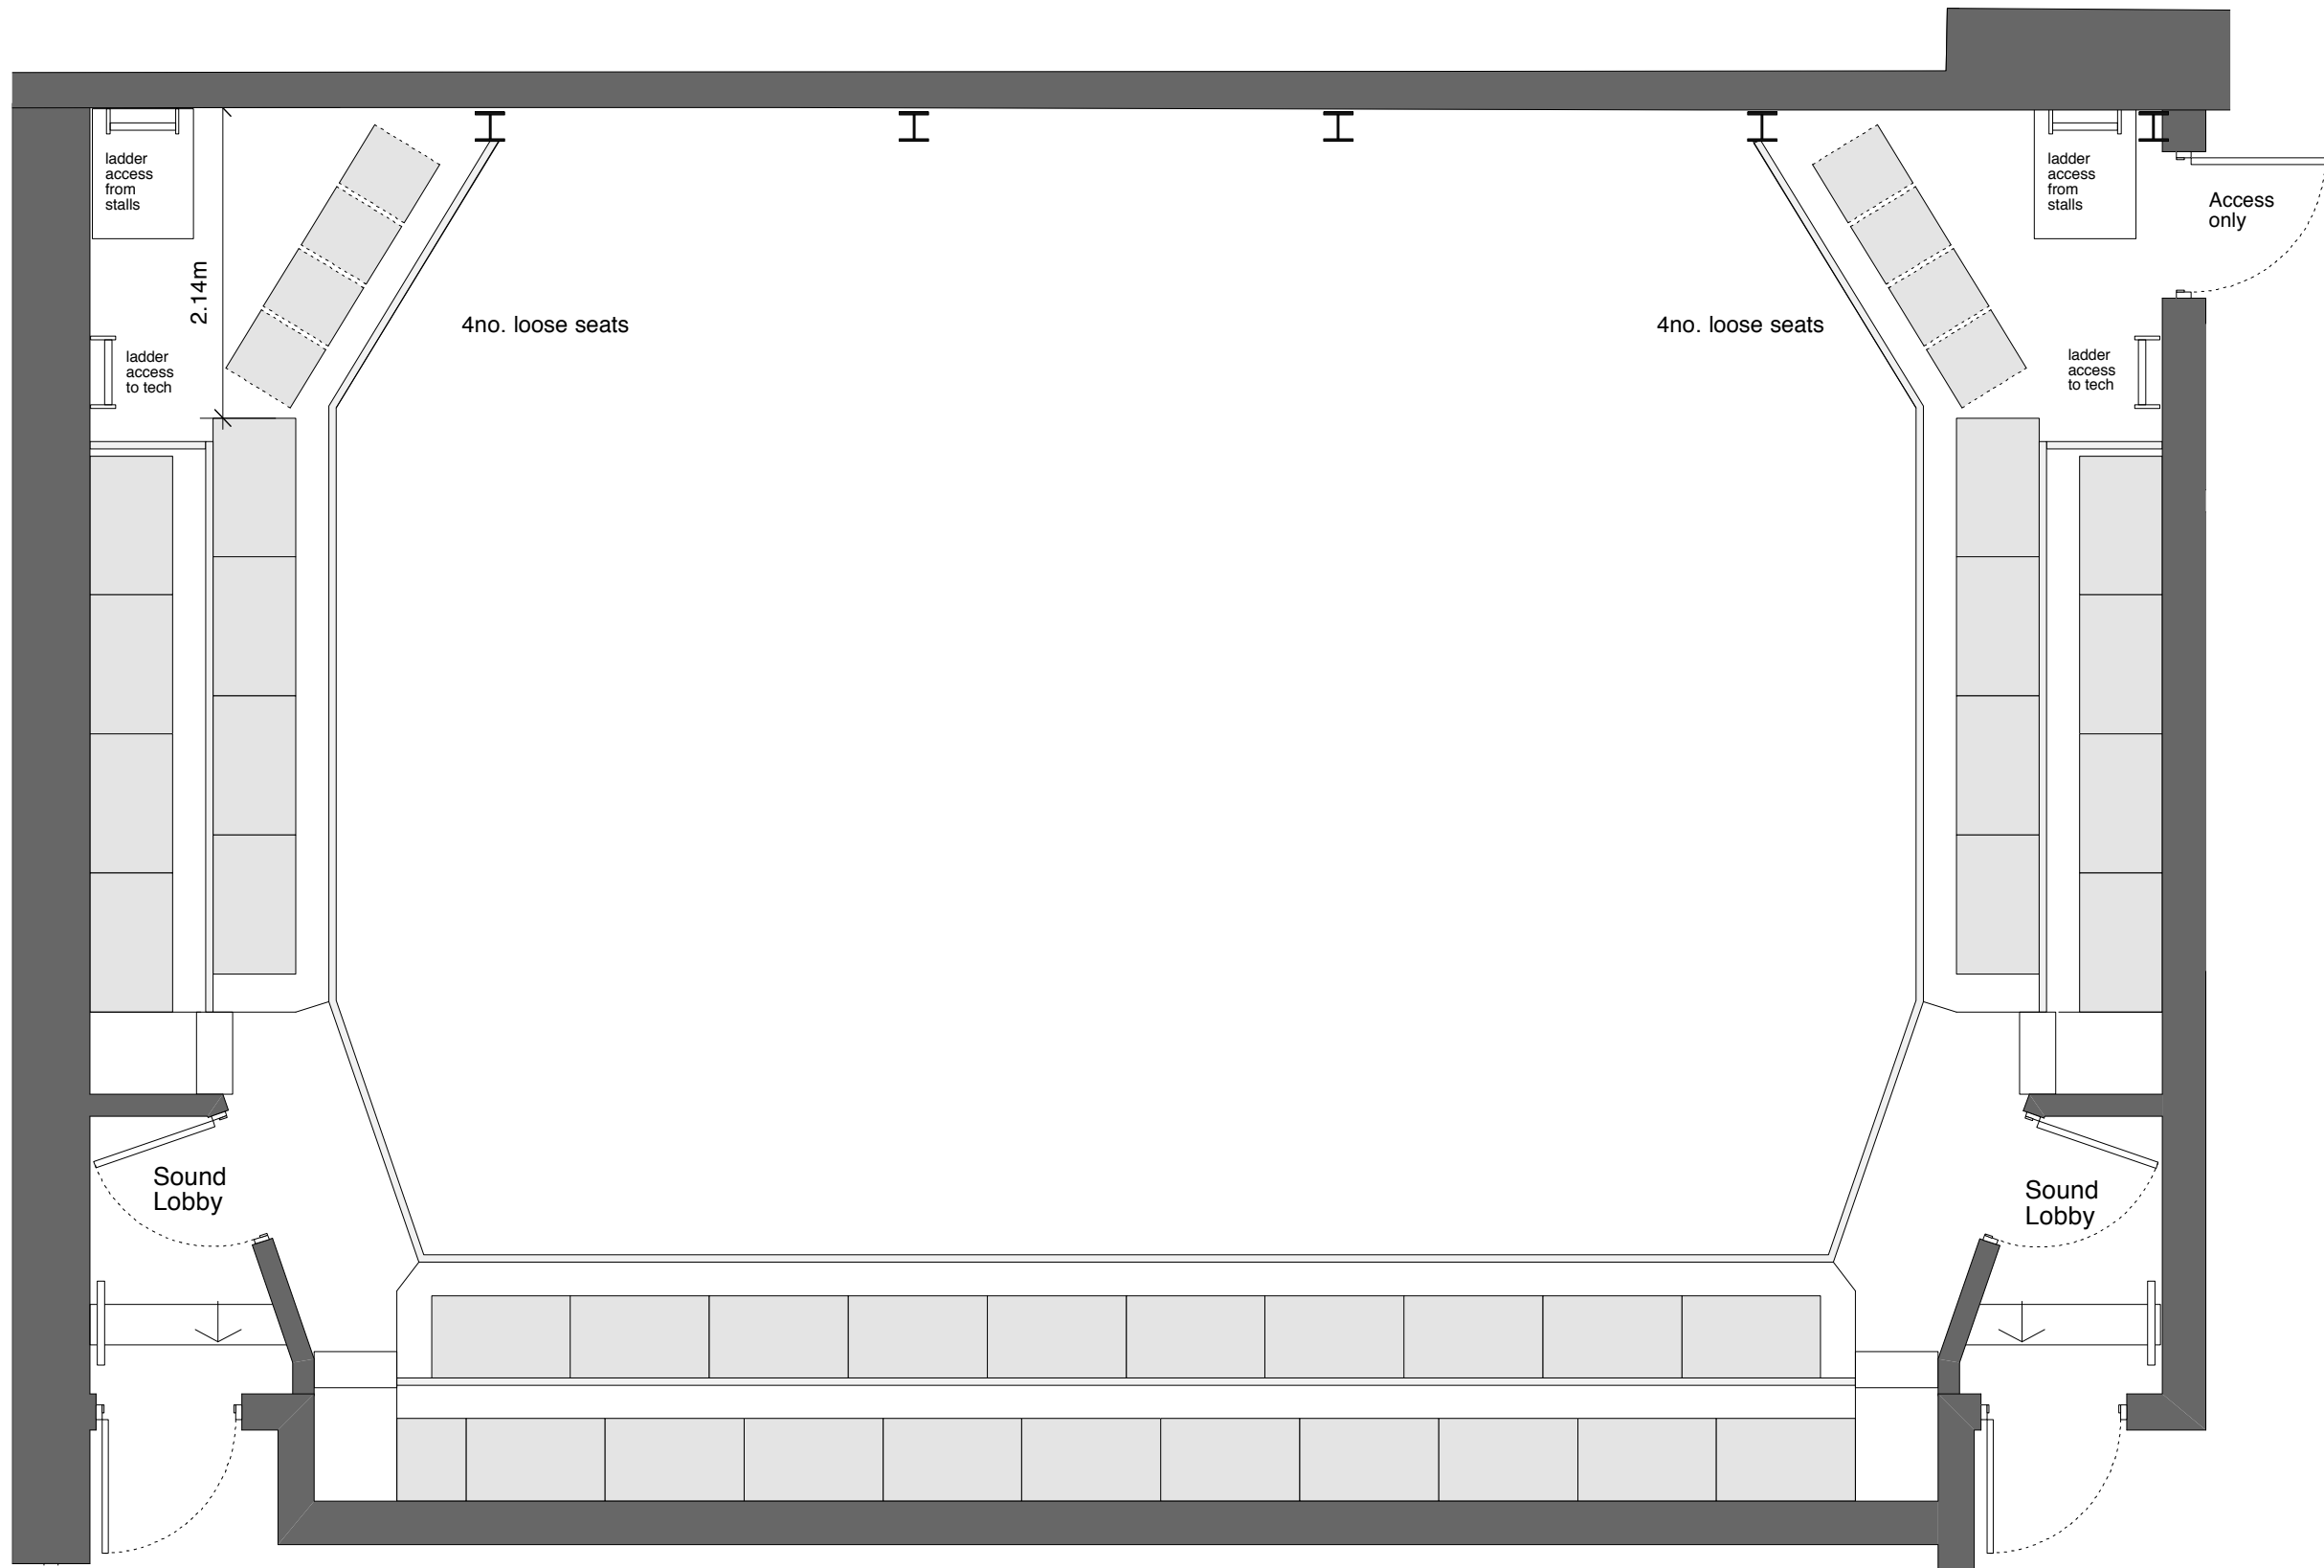 ladder
access
from
stalls
ladder
access
from
stalls
Access
only
2.14m
4no. loose seats
4no. loose seats
ladder
access
to tech
ladder
access
to tech
Sound
Lobby
Sound
Lobby